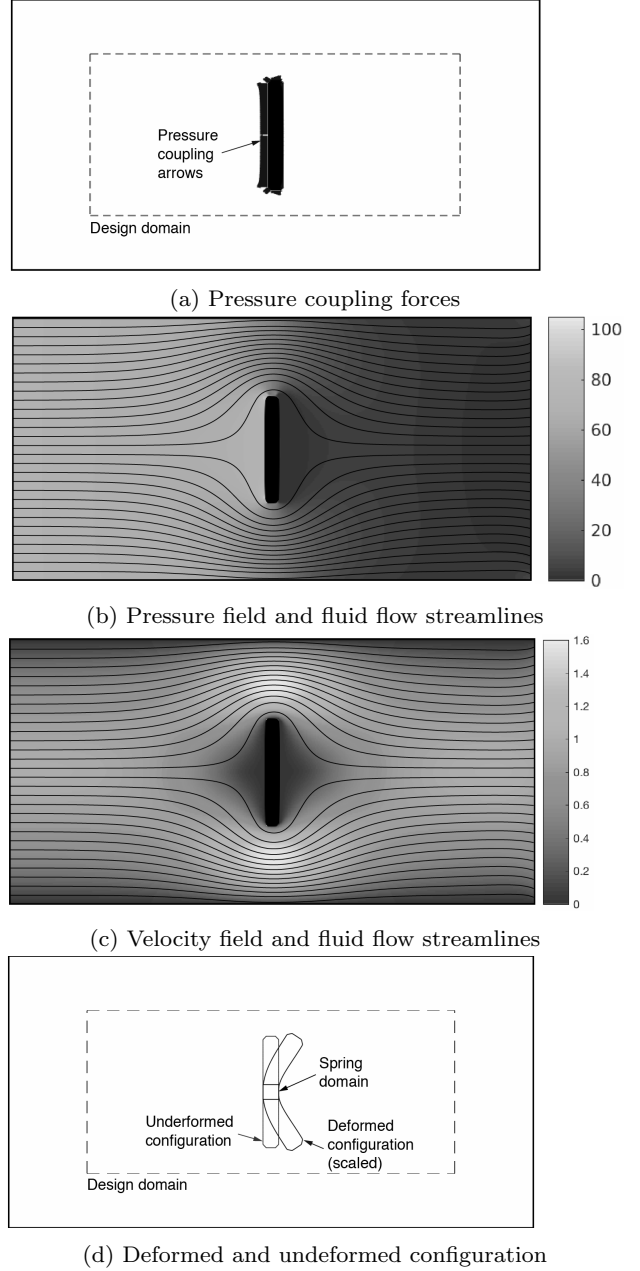 Pressure
coupling
arrows
Design domain
(a) Pressure coupling forces
100
80
60
40
20
0
(b) Pressure field and fluid flow streamlines
1.6
1.4
1.2
1
0.8
0.6
0.4
0.2
0
(c) Velocity field and fluid flow streamlines
Spring
domain
Underformed
configuration
Deformed
configuration
(scaled)
Design domain
(d) Deformed and undeformed configuration